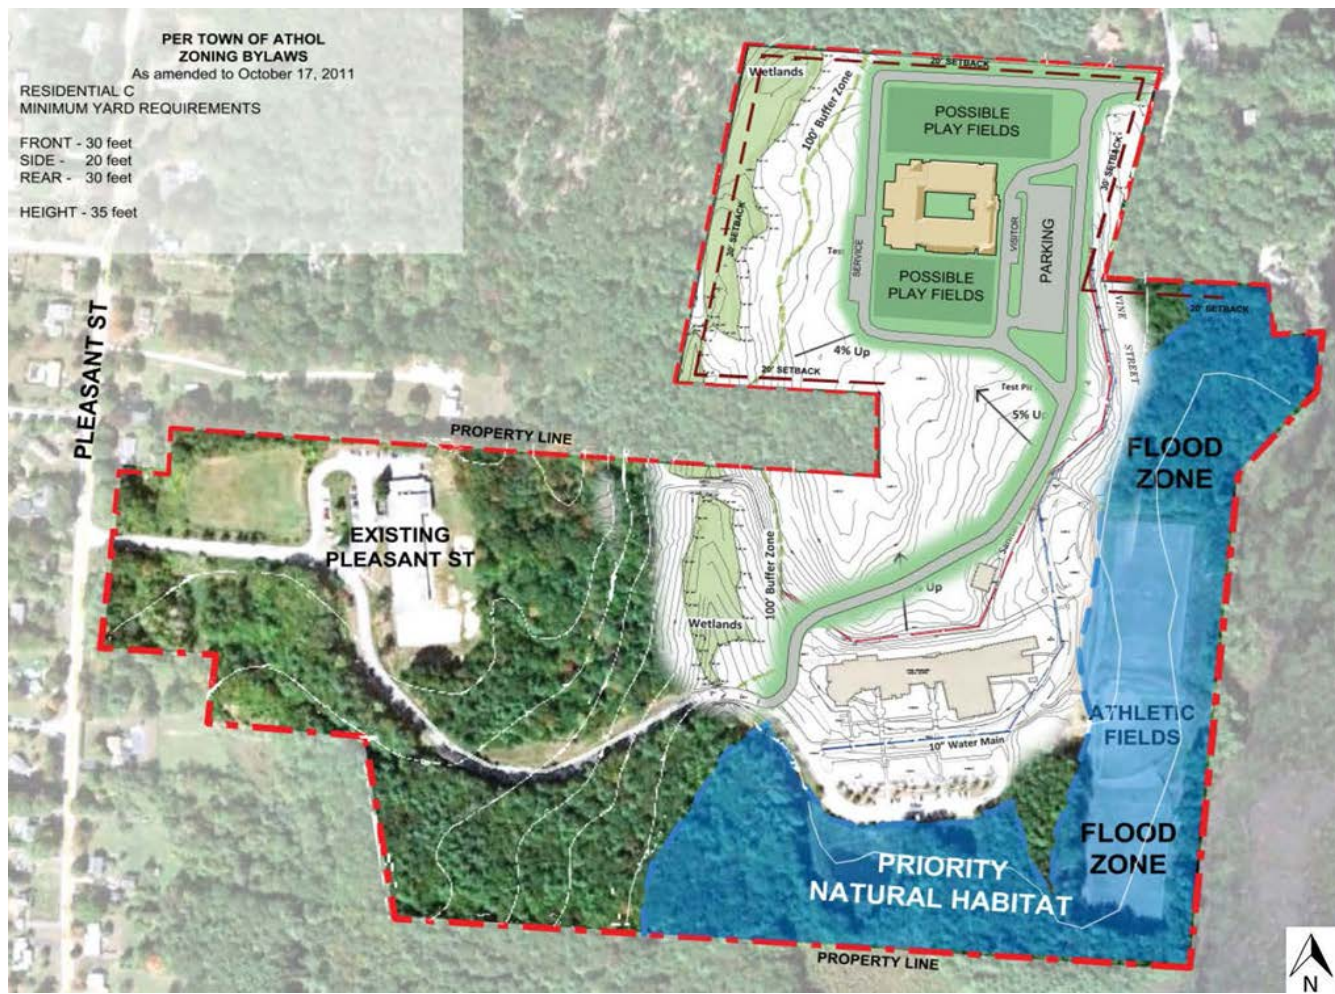 PER TOWN OF ATHOL
ZONING BYLAWS
As amended to October 17, 2011
RESIDENTIAL C
MINIMUM YARD REQUIREMENTS
FRONT - 30 feet
SIDE - 20 feet
REAR - 30 feet
HEIGHT - 35 feet
Wetlands
20' SETBACK
100' Buffer Zone
POSSIBLE
PLAY FIELDS
30' SETBACK
30' SETBACK
SERVICE
VISITOR
PARKING
POSSIBLE
PLAY FIELDS
20' SETBACK
VINE
STREET
4% Up
20' SETBACK
Test Pit
5% U
PLEASANT ST
PROPERTY LINE
FLOOD
ZONE
EXISTING
PLEASANT ST
100' Buffer Zone
Up
Wetlands
ATHLETIC
FIELDS
10" Water Main
FLOOD
ZONE
PRIORITY
NATURAL HABITAT
PROPERTY LINE
N